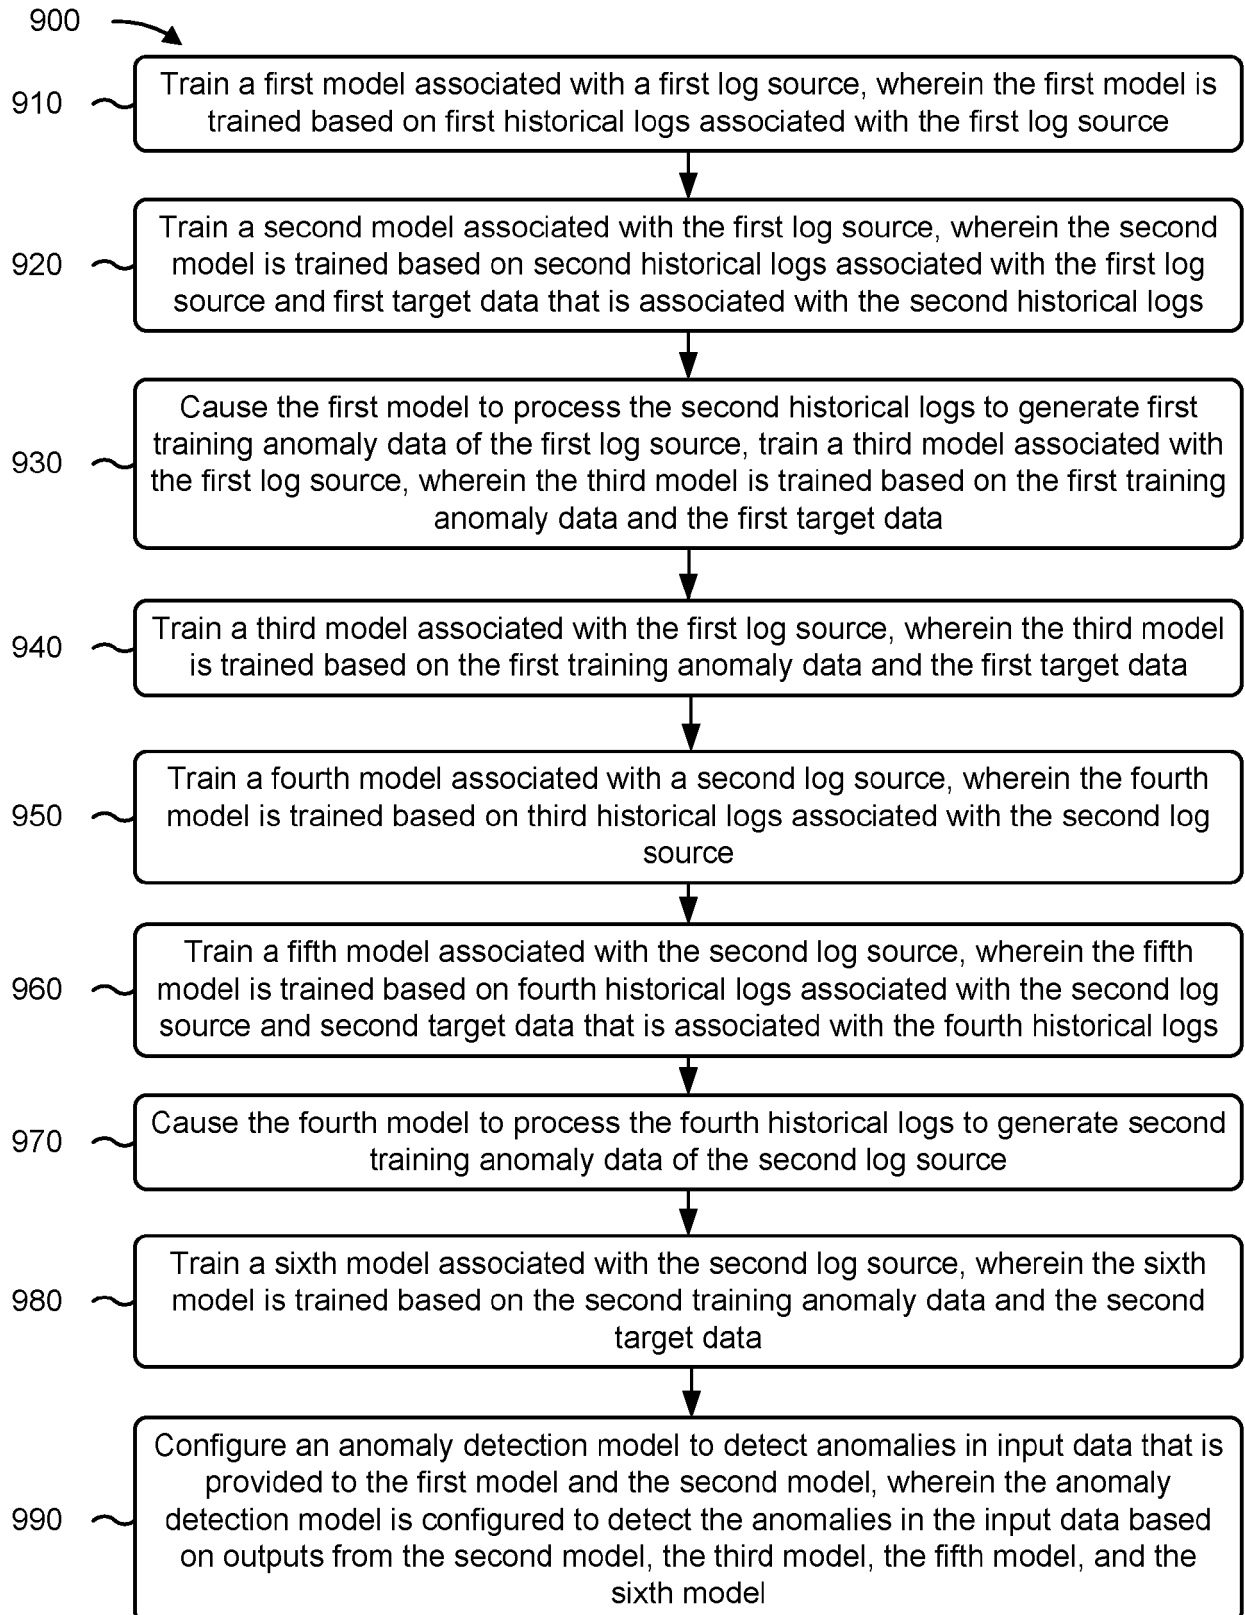 900
910
Train a first model associated with a first log source, wherein the first model is
trained based on first historical logs associated with the first log source
920
Train a second model associated with the first log source, wherein the second
model is trained based on second historical logs associated with the first log
source and first target data that is associated with the second historical logs
930
Cause the first model to process the second historical logs to generate first
training anomaly data of the first log source, train a third model associated with
the first log source, wherein the third model is trained based on the first training
anomaly data and the first target data
940
Train a third model associated with the first log source, wherein the third model
is trained based on the first training anomaly data and the first target data
950
Train a fourth model associated with a second log source, wherein the fourth
model is trained based on third historical logs associated with the second log
source
960
Train a fifth model associated with the second log source, wherein the fifth
model is trained based on fourth historical logs associated with the second log
source and second target data that is associated with the fourth historical logs
970
Cause the fourth model to process the fourth historical logs to generate second
training anomaly data of the second log source
980
Train a sixth model associated with the second log source, wherein the sixth
model is trained based on the second training anomaly data and the second
target data
990
Configure an anomaly detection model to detect anomalies in input data that is
provided to the first model and the second model, wherein the anomaly
detection model is configured to detect the anomalies in the input data based
on outputs from the second model, the third model, the fifth model, and the
sixth model